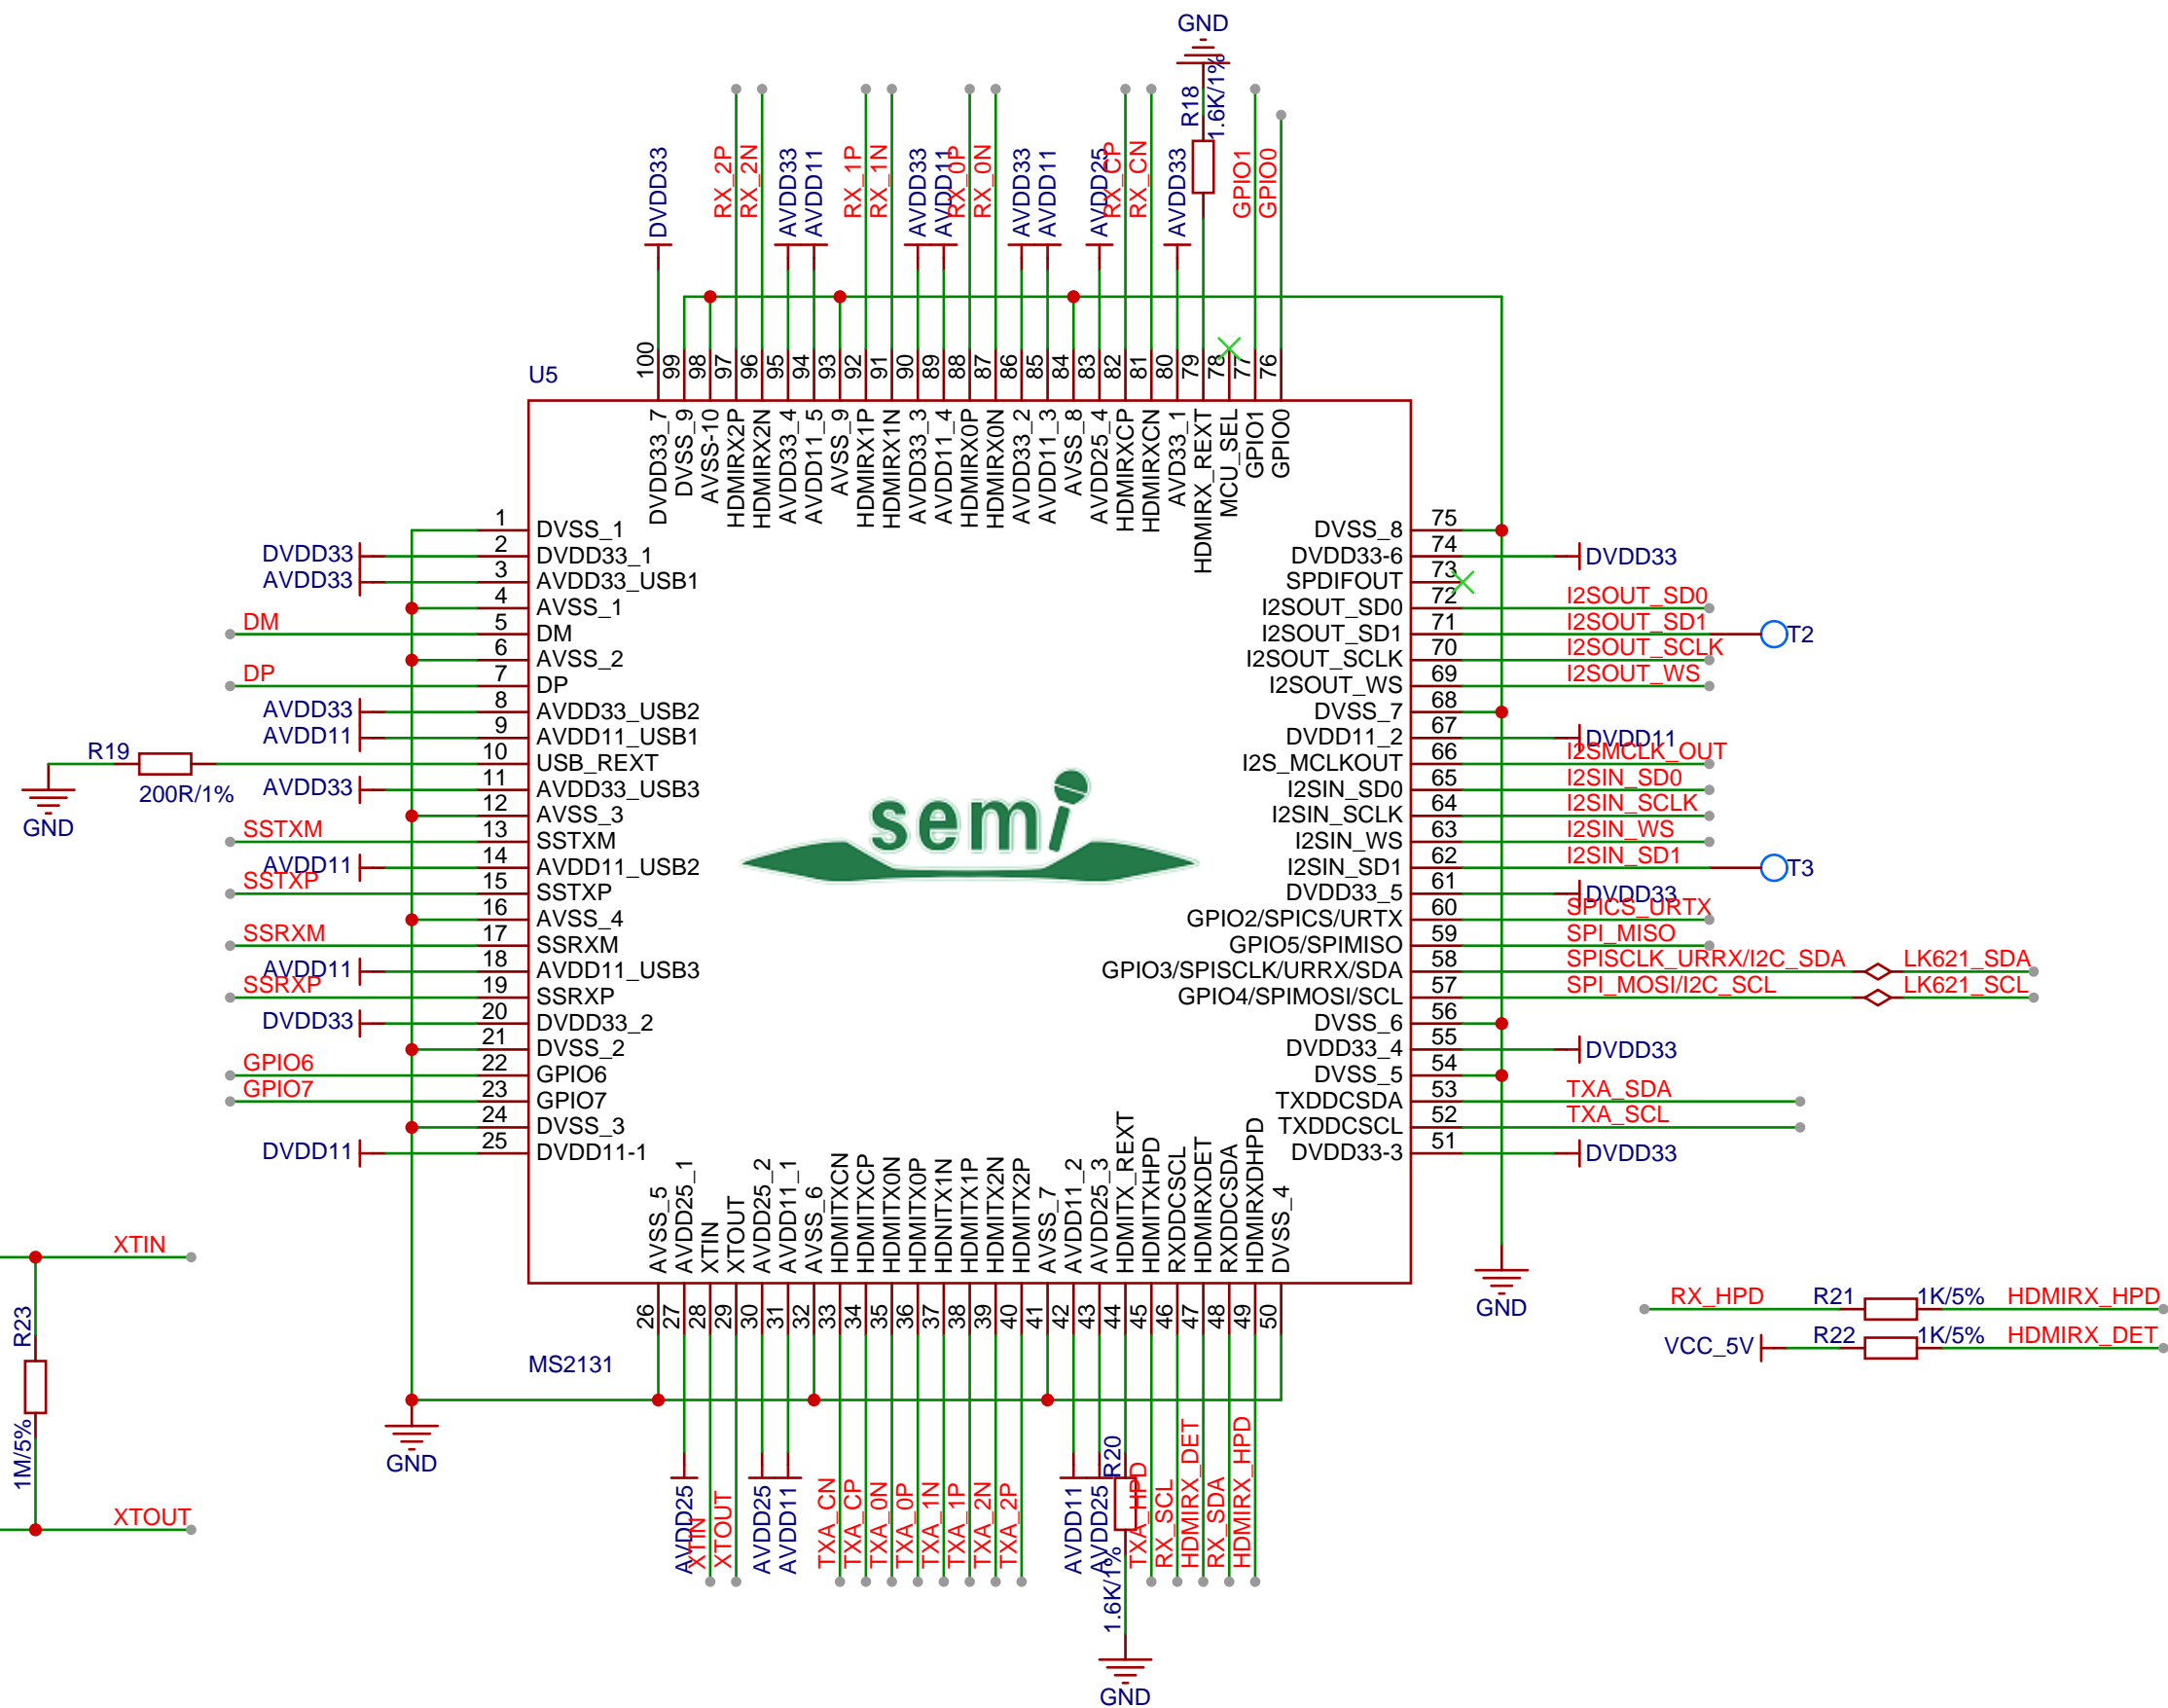 GND
R18
1.6K/1%
DVDD33
RX_2P
RX_2N
AVDD33
AVDD11
RX_1P
RX_1N
AVDD33
AVDD11
RX_0P
RX_0N
AVDD33
AVDD11
AVDD25
RX_CP
RX_CN
AVDD33
GPIO1
GPIO0
U5
100
99
98
97
96
95
94
93
92
91
90
89
88
87
86
85
84
83
82
81
80
79
78
77
76
DVDD33_7
DVSS_9
AVSS-10
HDMIRX2P
HDMIRX2N
AVDD33_4
AVDD11_5
AVSS_9
HDMIRX1P
HDMIRX1N
AVDD33_3
AVDD11_4
HDMIRX0P
HDMIRX0N
AVDD33_2
AVDD11_3
AVSS_8
AVDD25_4
HDMIRXCP
HDMIRXCN
AVD33_1
HDMIRX_REXT
MCU_SEL
GPIO1
GPIO0
1 DVSS_1
DVDD33 2 DVDD33_1
AVDD33 3 AVDD33_USB1
4 AVSS_1
DM 5 DM
6 AVSS_2
DP 7 DP
AVDD33 8 AVDD33_USB2
AVDD11 9 AVDD11_USB1
R19 200R/1% GND 10 USB_REXT
AVDD33 11 AVDD33_USB3
12 AVSS_3
SSTXM 13 SSTXM
AVDD11 14 AVDD11_USB2
SSTXP 15 SSTXP
16 AVSS_4
SSRXM 17 SSRXM
AVDD11 18 AVDD11_USB3
SSRXP 19 SSRXP
DVDD33 20 DVDD33_2
21 DVSS_2
GPIO6 22 GPIO6
GPIO7 23 GPIO7
24 DVSS_3
DVDD11 25 DVDD11-1
semi
DVSS_8 75
DVDD33-6 74 DVDD33
SPDIFOUT 73
I2SOUT_SD0 72 I2SOUT_SD0
I2SOUT_SD1 71 I2SOUT_SD1 T2
I2SOUT_SCLK 70 I2SOUT_SCLK
I2SOUT_WS 69 I2SOUT_WS
DVSS_7 68
DVDD11_2 67 DVDD11
I2S_MCLKOUT 66 I2SMCLK_OUT
I2SIN_SD0 65 I2SIN_SD0
I2SIN_SCLK 64 I2SIN_SCLK
I2SIN_WS 63 I2SIN_WS
I2SIN_SD1 62 I2SIN_SD1 T3
DVDD33_5 61 DVDD33
GPIO2/SPICS/URTX 60 SPICS_URTX
GPIO5/SPIMISO 59 SPI_MISO
GPIO3/SPISCLK/URRX/SDA 58 SPISCLK_URRX/I2C_SDA LK621_SDA
GPIO4/SPIMOSI/SCL 57 SPI_MOSI/I2C_SCL LK621_SCL
DVSS_6 56
DVDD33_4 55 DVDD33
DVSS_5 54
TXDDCSDA 53 TXA_SDA
TXDDCSCL 52 TXA_SCL
DVDD33-3 51 DVDD33
AVSS_5
AVDD25_1
XTIN
XTOUT
AVDD25_2
AVDD11_1
AVSS_6
HDMITXCN
HDMITXCP
HDMITX0N
HDMITX0P
HDNITX1N
HDMITX1P
HDMITX2N
HDMITX2P
AVSS_7
AVDD11_2
AVDD25_3
HDMITX_REXT
HDMITXHPD
RXDDCSCL
HDMIRXDET
RXDDCSDA
HDMIRXDHPD
DVSS_4
26
27
28
29
30
31
32
33
34
35
36
37
38
39
40
41
42
43
44
45
46
47
48
49
50
MS2131
GND
GND
AVDD25
XTIN
XTOUT
AVDD25
AVDD11
TXA_CN
TXA_CP
TXA_0N
TXA_0P
TXA_1N
TXA_1P
TXA_2N
TXA_2P
AVDD11
AVDD25
R20
1.6K/1%
TXA_HPD
RX_SCL
HDMIRX_DET
RX_SDA
HDMIRX_HPD
GND
XTIN
R23
1M/5%
XTOUT
RX_HPD R21 1K/5% HDMIRX_HPD
VCC_5V R22 1K/5% HDMIRX_DET